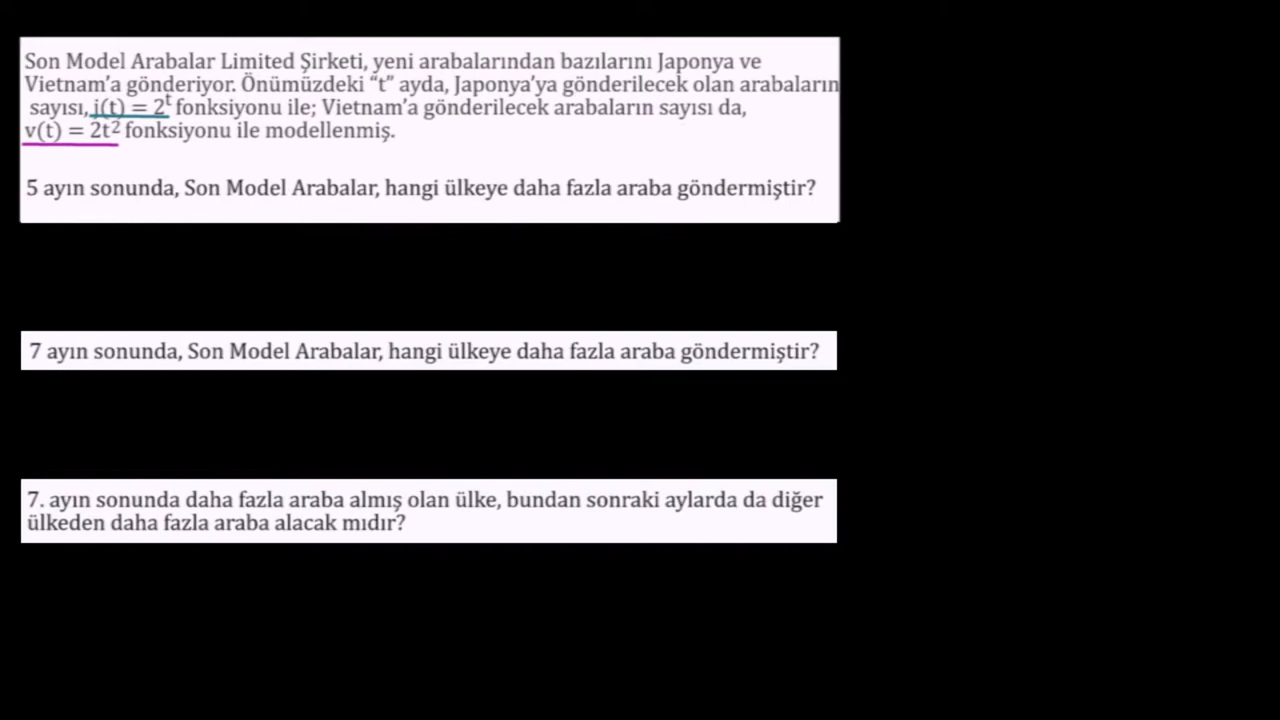 Son Model Arabalar Limited Şirketi, yeni arabalarından bazılarını Japonya ve
Vietnam’a gönderiyor. Önümüzdeki “t” ayda, Japonya’ya gönderilecek olan arabaların
sayısı, j(t) = 2ᵗ fonksiyonu ile; Vietnam’a gönderilecek arabaların sayısı da,
v(t) = 2t² fonksiyonu ile modellenmiş.
5 ayın sonunda, Son Model Arabalar, hangi ülkeye daha fazla araba göndermiştir?
7 ayın sonunda, Son Model Arabalar, hangi ülkeye daha fazla araba göndermiştir?
7. ayın sonunda daha fazla araba almış olan ülke, bundan sonraki aylarda da diğer
ülkeden daha fazla araba alacak mıdır?